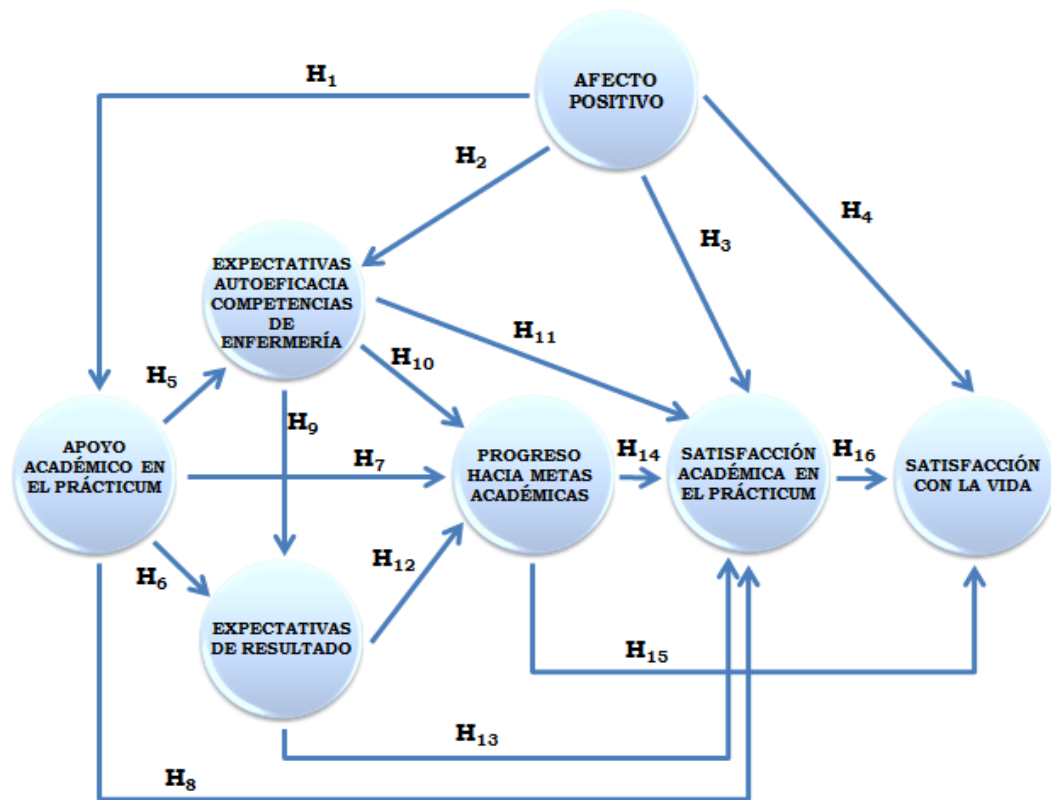 H1
AFECTO
POSITIVO
H2
H3
H4
EXPECTATIVAS
AUTOEFICACIA
COMPETENCIAS
DE
ENFERMERÍA
H11
H10
H5
H9
APOYO
ACADÉMICO EN
EL PRÁCTICUM
H7
PROGRESO
HACIA METAS
ACADÉMICAS
H14
SATISFACCIÓN
ACADÉMICA EN
EL PRÁCTICUM
H16
SATISFACCIÓN
CON LA VIDA
H6
H12
EXPECTATIVAS
DE RESULTADO
H15
H13
H8